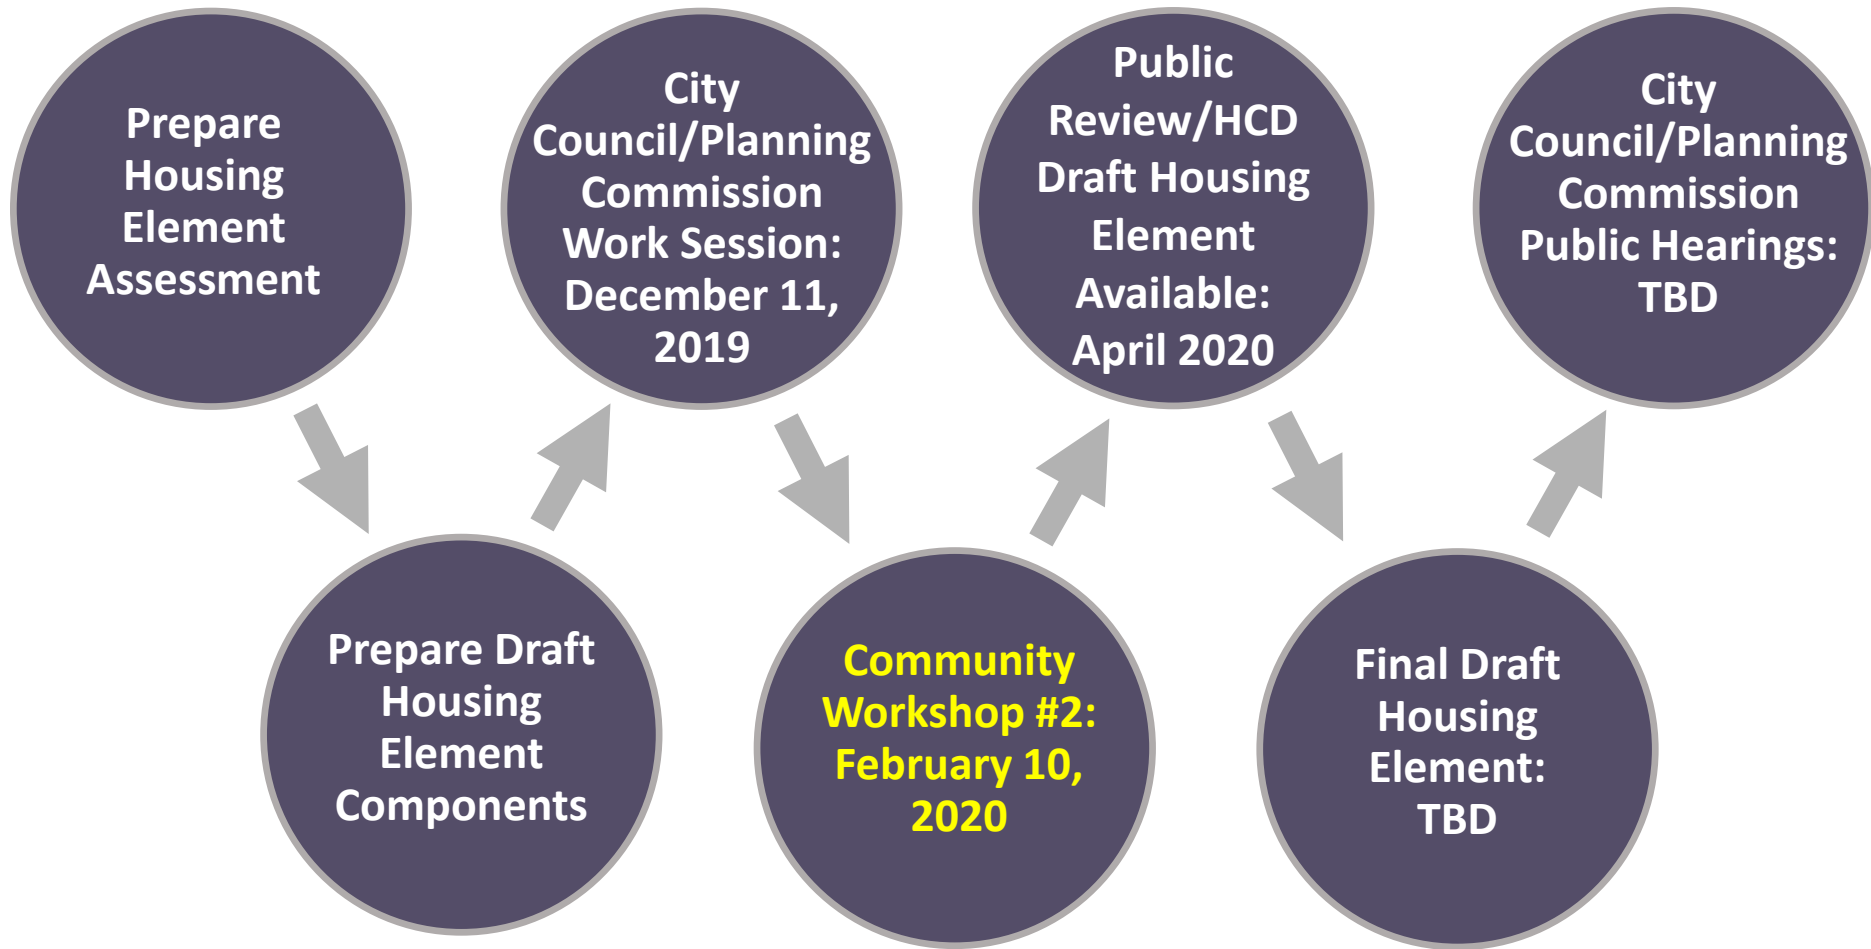 Prepare
Housing
Element
Assessment
Prepare Draft
Housing
Element
Components
City
Council/Planning
Commission
Work Session:
December 11,
2019
Community
Workshop #2:
February 10,
2020
Public
Review/HCD
Draft Housing
Element
Available:
April 2020
Final Draft
Housing
Element:
TBD
City
Council/Planning
Commission
Public Hearings:
TBD